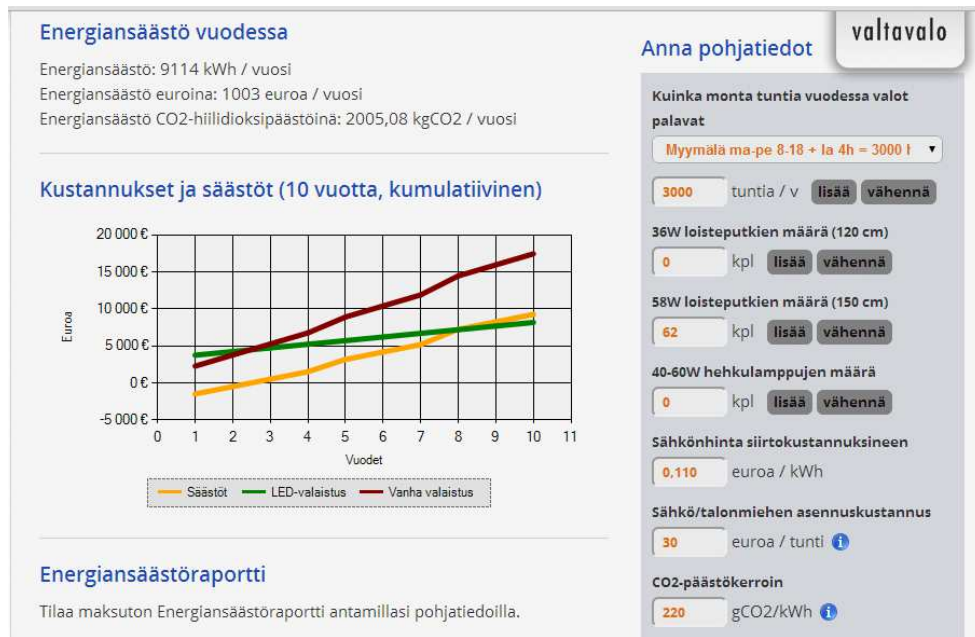 Energiansäästö vuodessa
Energiansäästö: 9114 kWh / vuosi
Energiansäästö euroina: 1003 euroa / vuosi
Energiansäästö CO2-hiilidioksipäästöinä: 2005,08 kgCO2 / vuosi
Kustannukset ja säästöt (10 vuotta, kumulatiivinen)
20 000 €
15 000 €
10 000 €
5 000 €
0 €
-5 000 €
Euroa
0 1 2 3 4 5 6 7 8 9 10 11
Vuodet
Säästöt LED-valaistus Vanha valaistus
Energiansäästöraportti
Tilaa maksuton Energiansäästöraportti antamillasi pohjatiedoilla.
valtavalo
Anna pohjatiedot
Kuinka monta tuntia vuodessa valot
palavat
Myymälä ma-pe 8-18 + la 4h = 3000 h
3000 tuntia / v lisää vähennä
36W loisteputkien määrä (120 cm)
0 kpl lisää vähennä
58W loisteputkien määrä (150 cm)
62 kpl lisää vähennä
40-60W hehkulamppujen määrä
0 kpl lisää vähennä
Sähkönhinta siirtokustannuksineen
0,110 euroa / kWh
Sähkö/talonmiehen asennuskustannus
30 euroa / tunti i
CO2-päästökerroin
220 gCO2/kWh i